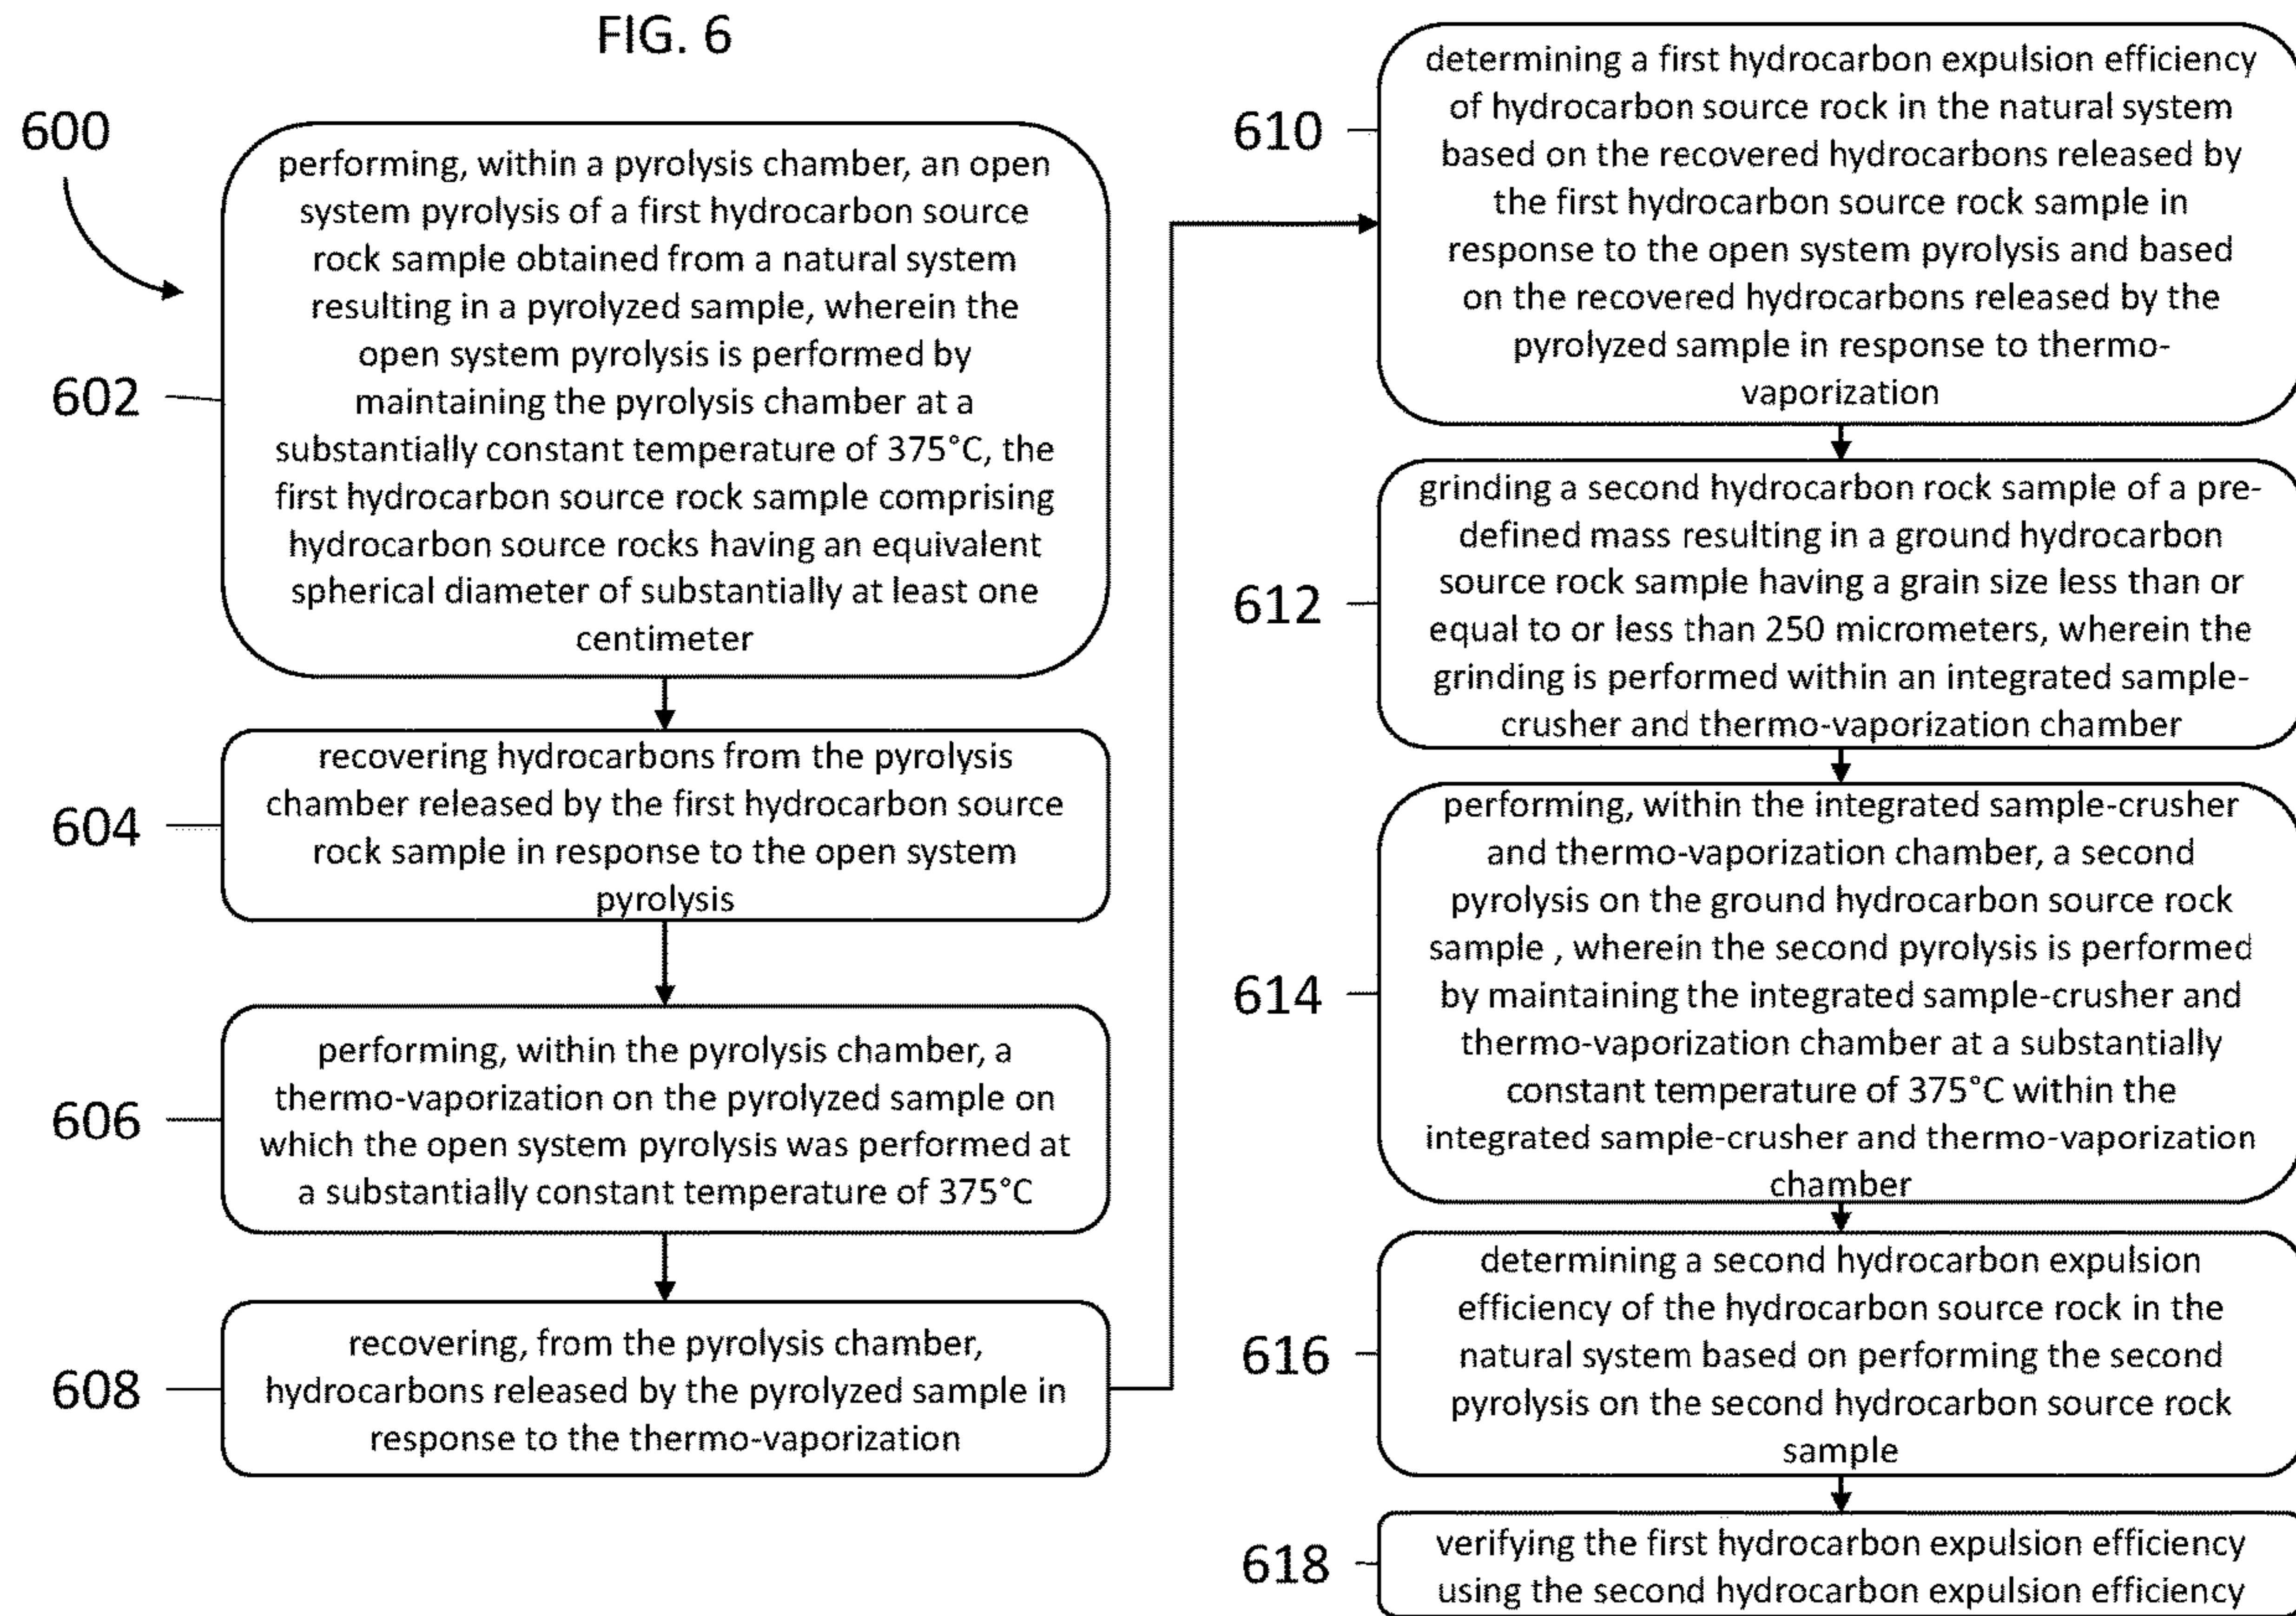 FIG. 6
600
602
performing, within a pyrolysis chamber, an open
system pyrolysis of a first hydrocarbon source
rock sample obtained from a natural system
resulting in a pyrolyzed sample, wherein the
open system pyrolysis is performed by
maintaining the pyrolysis chamber at a
substantially constant temperature of 375°C, the
first hydrocarbon source rock sample comprising
hydrocarbon source rocks having an equivalent
spherical diameter of substantially at least one
centimeter
604
recovering hydrocarbons from the pyrolysis
chamber released by the first hydrocarbon source
rock sample in response to the open system
pyrolysis
606
performing, within the pyrolysis chamber, a
thermo-vaporization on the pyrolyzed sample on
which the open system pyrolysis was performed at
a substantially constant temperature of 375°C
608
recovering, from the pyrolysis chamber,
hydrocarbons released by the pyrolyzed sample in
response to the thermo-vaporization
610
determining a first hydrocarbon expulsion efficiency
of hydrocarbon source rock in the natural system
based on the recovered hydrocarbons released by
the first hydrocarbon source rock sample in
response to the open system pyrolysis and based
on the recovered hydrocarbons released by the
pyrolyzed sample in response to thermo-
vaporization
612
grinding a second hydrocarbon rock sample of a pre-
defined mass resulting in a ground hydrocarbon
source rock sample having a grain size less than or
equal to or less than 250 micrometers, wherein the
grinding is performed within an integrated sample-
crusher and thermo-vaporization chamber
614
performing, within the integrated sample-crusher
and thermo-vaporization chamber, a second
pyrolysis on the ground hydrocarbon source rock
sample , wherein the second pyrolysis is performed
by maintaining the integrated sample-crusher and
thermo-vaporization chamber at a substantially
constant temperature of 375°C within the
integrated sample-crusher and thermo-vaporization
chamber
616
determining a second hydrocarbon expulsion
efficiency of the hydrocarbon source rock in the
natural system based on performing the second
pyrolysis on the second hydrocarbon source rock
sample
618
verifying the first hydrocarbon expulsion efficiency
using the second hydrocarbon expulsion efficiency